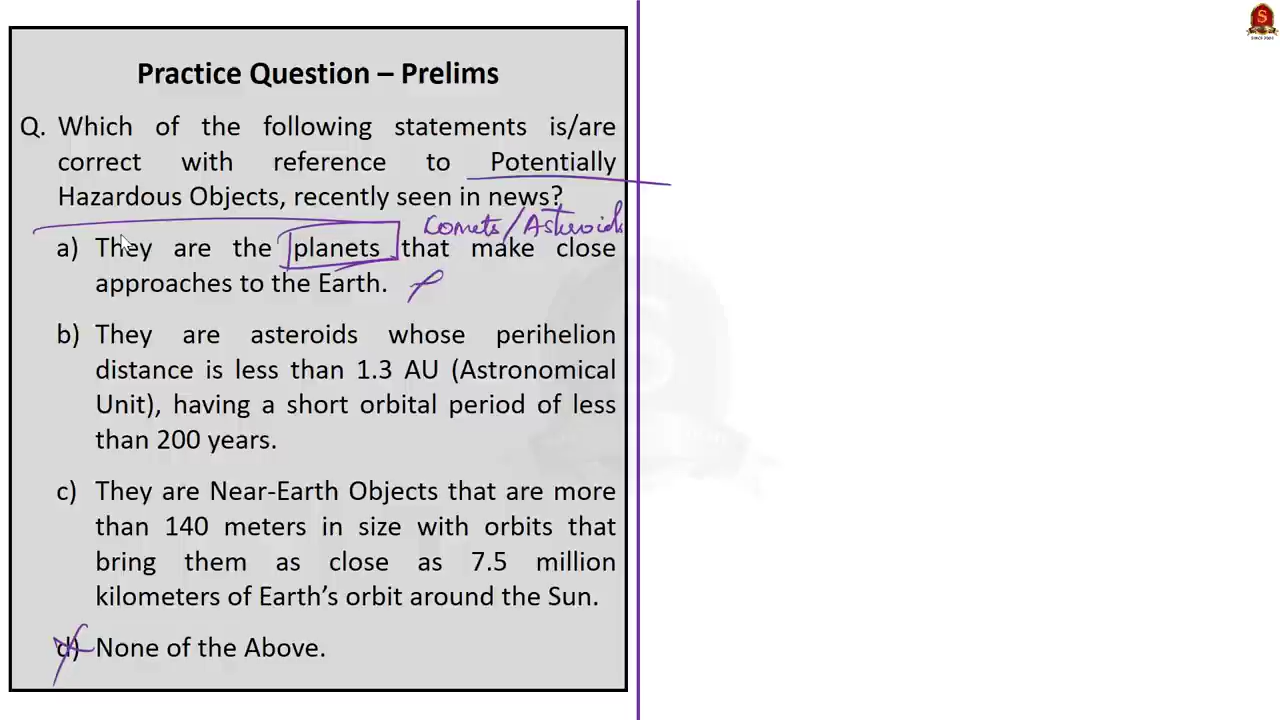 Practice Question – Prelims
Q. Which of the following statements is/are
correct with reference to Potentially
Hazardous Objects, recently seen in news?
Comets/Asteroids
a) They are the planets that make close
approaches to the Earth.
b) They are asteroids whose perihelion
distance is less than 1.3 AU (Astronomical
Unit), having a short orbital period of less
than 200 years.
c) They are Near-Earth Objects that are more
than 140 meters in size with orbits that
bring them as close as 7.5 million
kilometers of Earth's orbit around the Sun.
d) None of the Above.
S